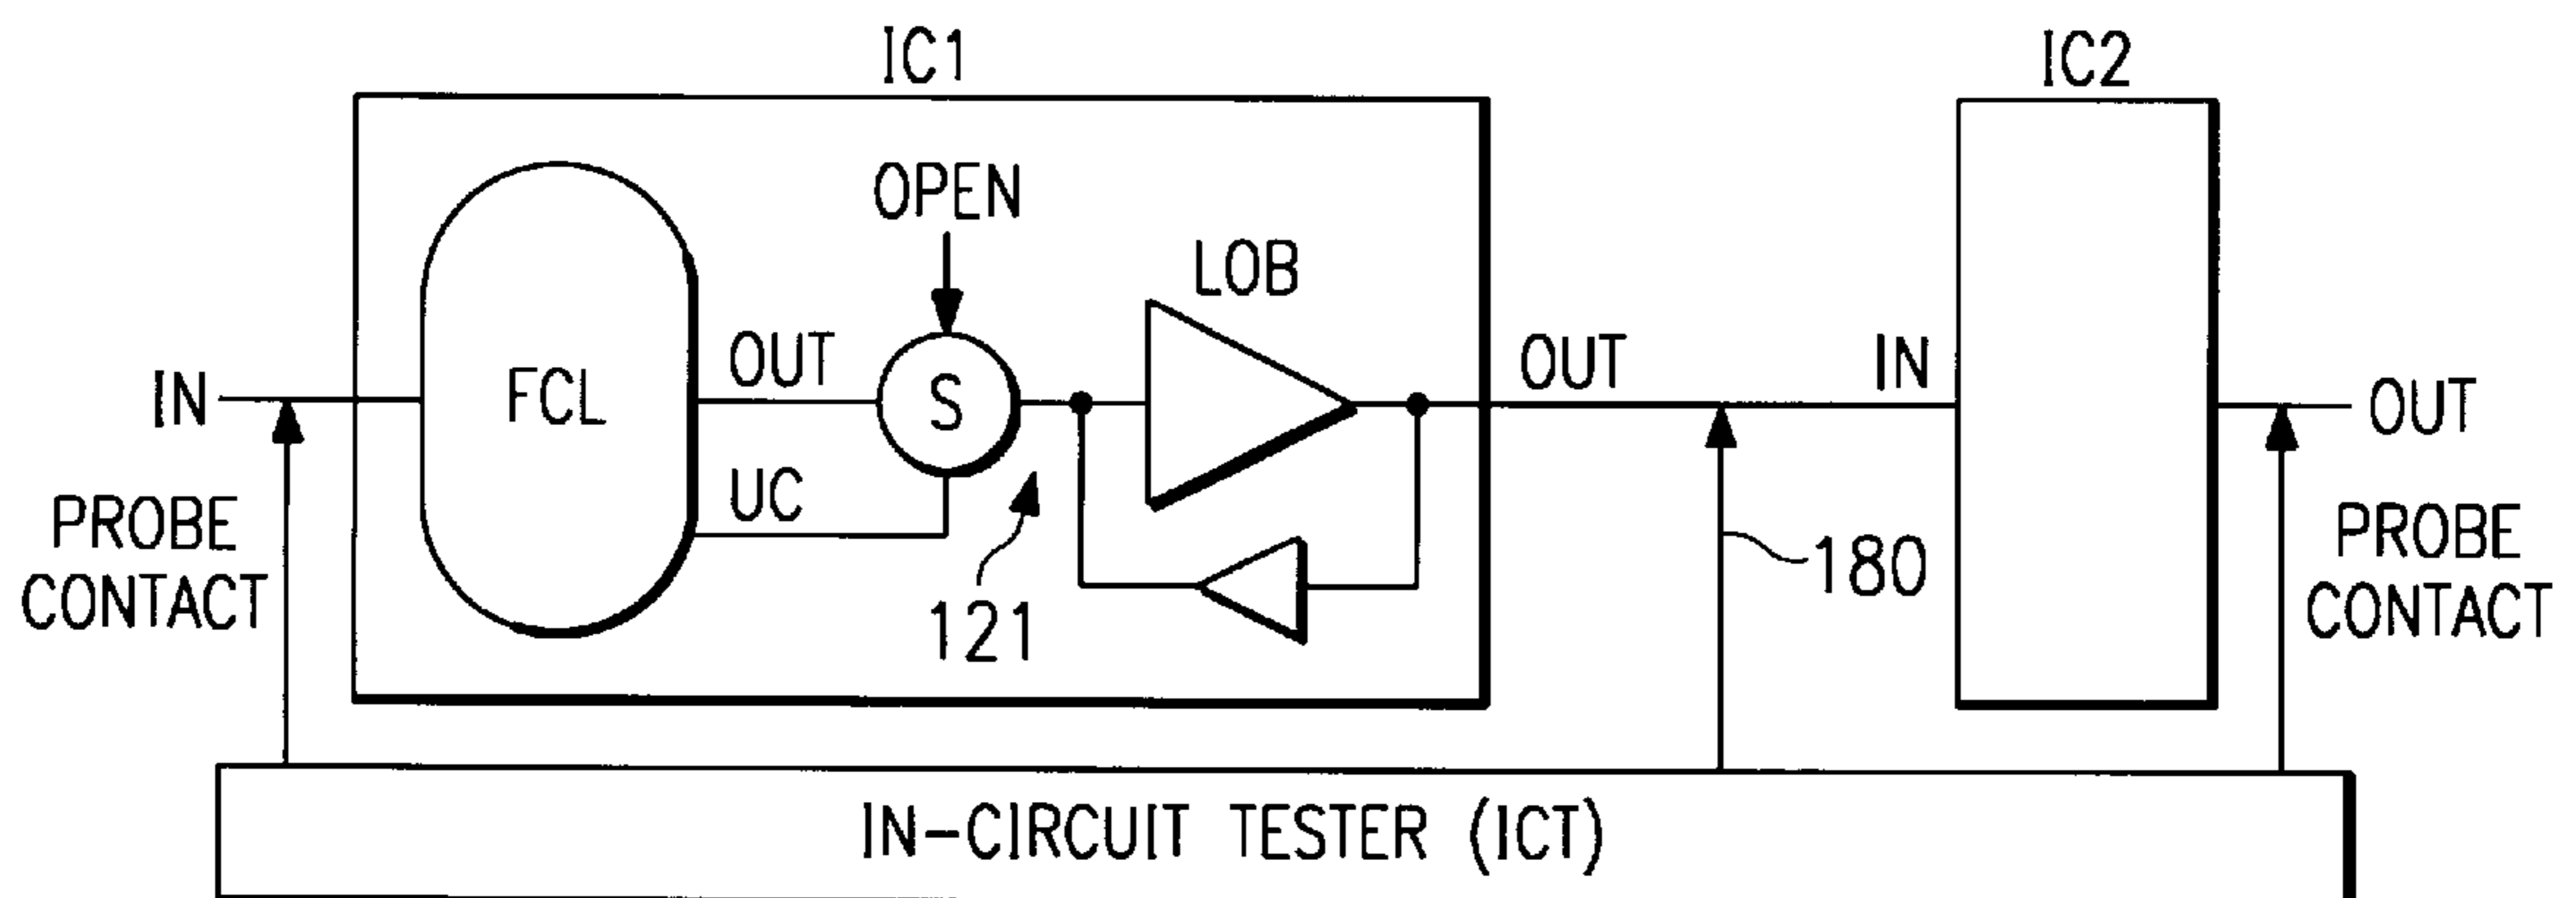 IC1
IC2
OPEN
LOB
OUT
OUT
IN
IN
FCL
S
OUT
UC
PROBE
CONTACT
121
180
PROBE
CONTACT
IN-CIRCUIT TESTER (ICT)